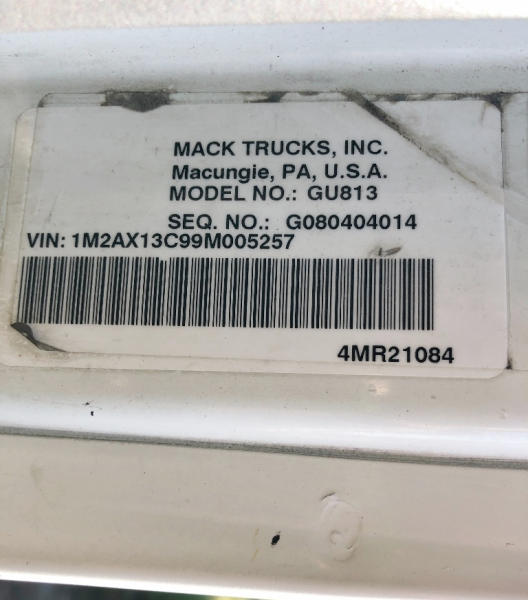 MACK TRUCKS, INC.
Macungie, PA, U.S.A.
MODEL NO.: GU813
SEQ. NO.: G080404014
VIN: 1M2AX13C99M005257
4MR21084